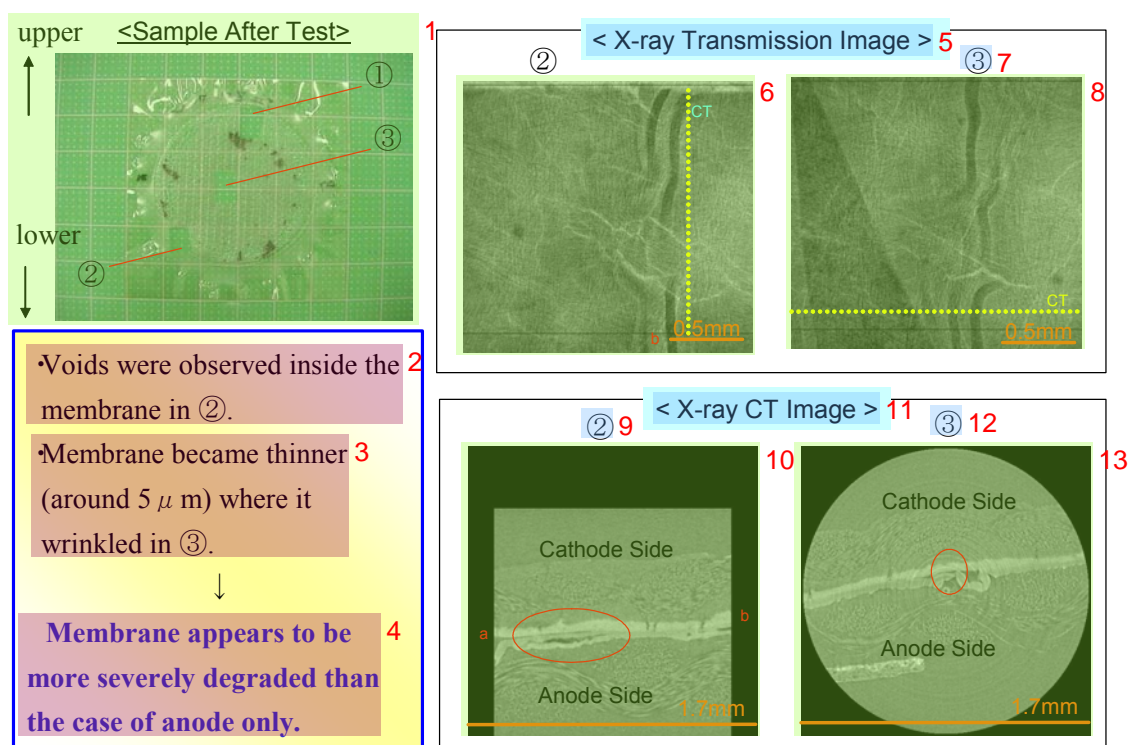 upper
<Sample After Test>
1
①
③
lower
②
·Voids were observed inside the 2
membrane in ②.
·Membrane became thinner 3
(around 5μm) where it
wrinkled in ③.
↓
Membrane appears to be 4
more severely degraded than
the case of anode only.
< X-ray Transmission Image > 5
②
6
CT
b
0.5mm
③ 7
8
CT
0.5mm
< X-ray CT Image > 11
② 9
10
Cathode Side
a
b
Anode Side
1.7mm
③ 12
13
Cathode Side
Anode Side
1.7mm